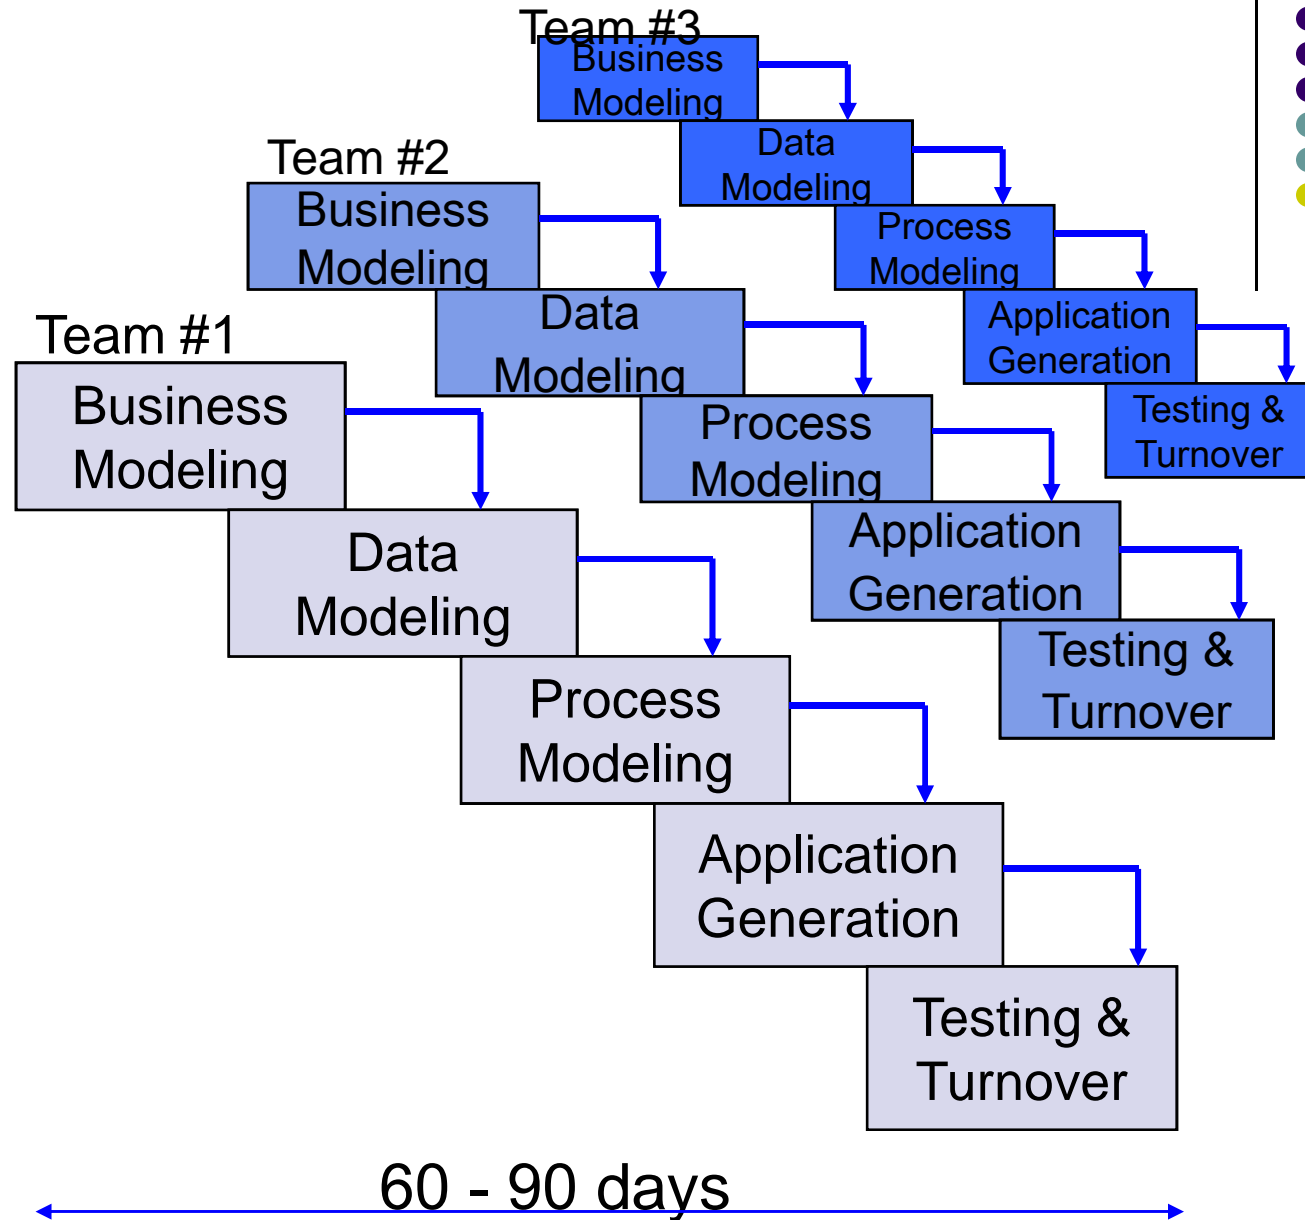 Team #3
Business
Modeling
Data
Modeling
Process
Modeling
Application
Generation
Testing &
Turnover
Team #2
Business
Modeling
Data
Modeling
Process
Modeling
Application
Generation
Testing &
Turnover
Team #1
Business
Modeling
Data
Modeling
Process
Modeling
Application
Generation
Testing &
Turnover
60 - 90 days